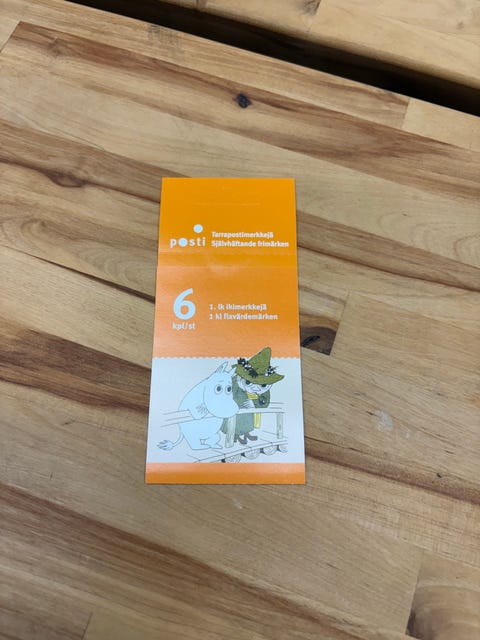 posti
Tarrapostimerkkejä
Självhäftande frimärken
6
kpl/st
1. lk ikimerkkejä
1 kl fixvärdemärken